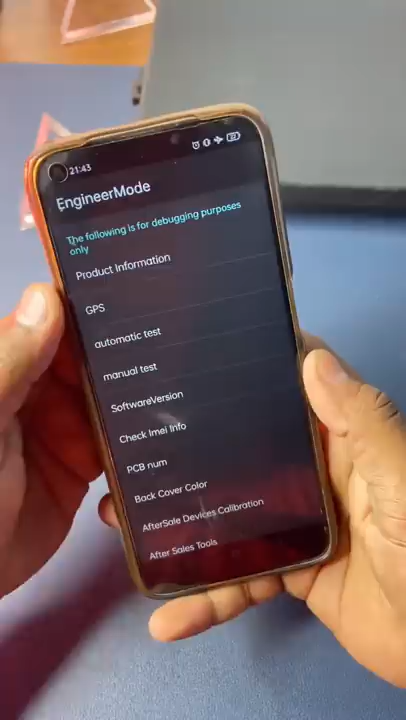 21:43
22
EngineerMode
The following is for debugging purposes
only
Product Information
GPS
automatic test
manual test
SoftwareVersion
Check Imei Info
PCB num
Back Cover Color
AfterSale Devices Calibration
After Sales Tools